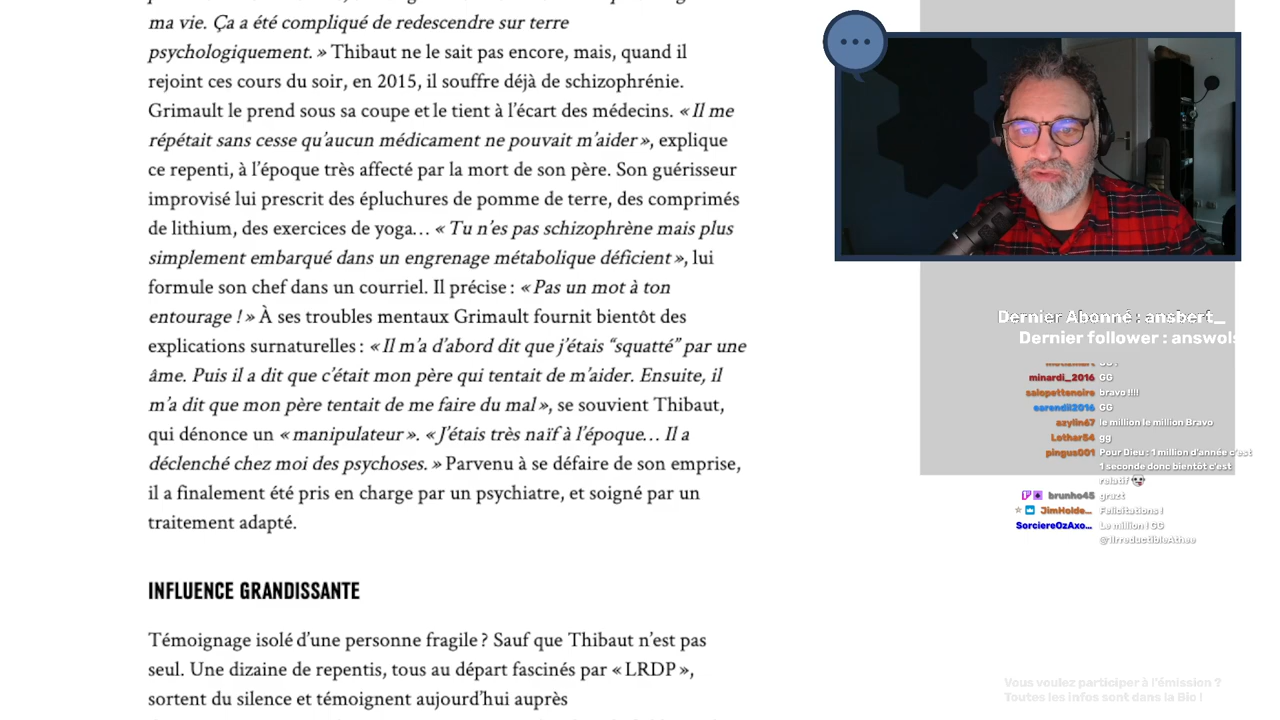 ma vie. Ça a été compliqué de redescendre sur terre
psychologiquement. » Thibaut ne le sait pas encore, mais, quand il
rejoint ces cours du soir, en 2015, il souffre déjà de schizophrénie.
Grimault le prend sous sa coupe et le tient à l’écart des médecins. « Il me
répétait sans cesse qu’aucun médicament ne pouvait m’aider », explique
ce repenti, à l’époque très affecté par la mort de son père. Son guérisseur
improvisé lui prescrit des épluchures de pomme de terre, des comprimés
de lithium, des exercices de yoga… « Tu n’es pas schizophrène mais plus
simplement embarqué dans un engrenage métabolique déficient », lui
formule son chef dans un courriel. Il précise : « Pas un mot à ton
entourage ! » À ses troubles mentaux Grimault fournit bientôt des
explications surnaturelles : « Il m’a d’abord dit que j’étais “squatté” par une
âme. Puis il a dit que c’était mon père qui tentait de m’aider. Ensuite, il
m’a dit que mon père tentait de me faire du mal », se souvient Thibaut,
qui dénonce un « manipulateur ». « J’étais très naïf à l’époque… Il a
déclenché chez moi des psychoses. » Parvenu à se défaire de son emprise,
il a finalement été pris en charge par un psychiatre, et soigné par un
traitement adapté.
INFLUENCE GRANDISSANTE
Témoignage isolé d’une personne fragile ? Sauf que Thibaut n’est pas
seul. Une dizaine de repentis, tous au départ fascinés par « LRDP »,
sortent du silence et témoignent aujourd’hui auprès
Dernier Abonné : ansbert_
Dernier follower : answols
minardi_2016 GG
salopettenoire bravo !!!!
earendil2016 GG
azylin67 le million le million Bravo
Lothar54 gg
pingus001 Pour Dieu : 1 million d'année c'est
1 seconde donc bientôt c'est
relatif
brunho45 grazt
JimHolde... Felicitations !
SorciereOzAxo... Le million ! GG
@IIrreductibleAthee
Vous voulez participer à l'émission ?
Toutes les infos sont dans la Bio !